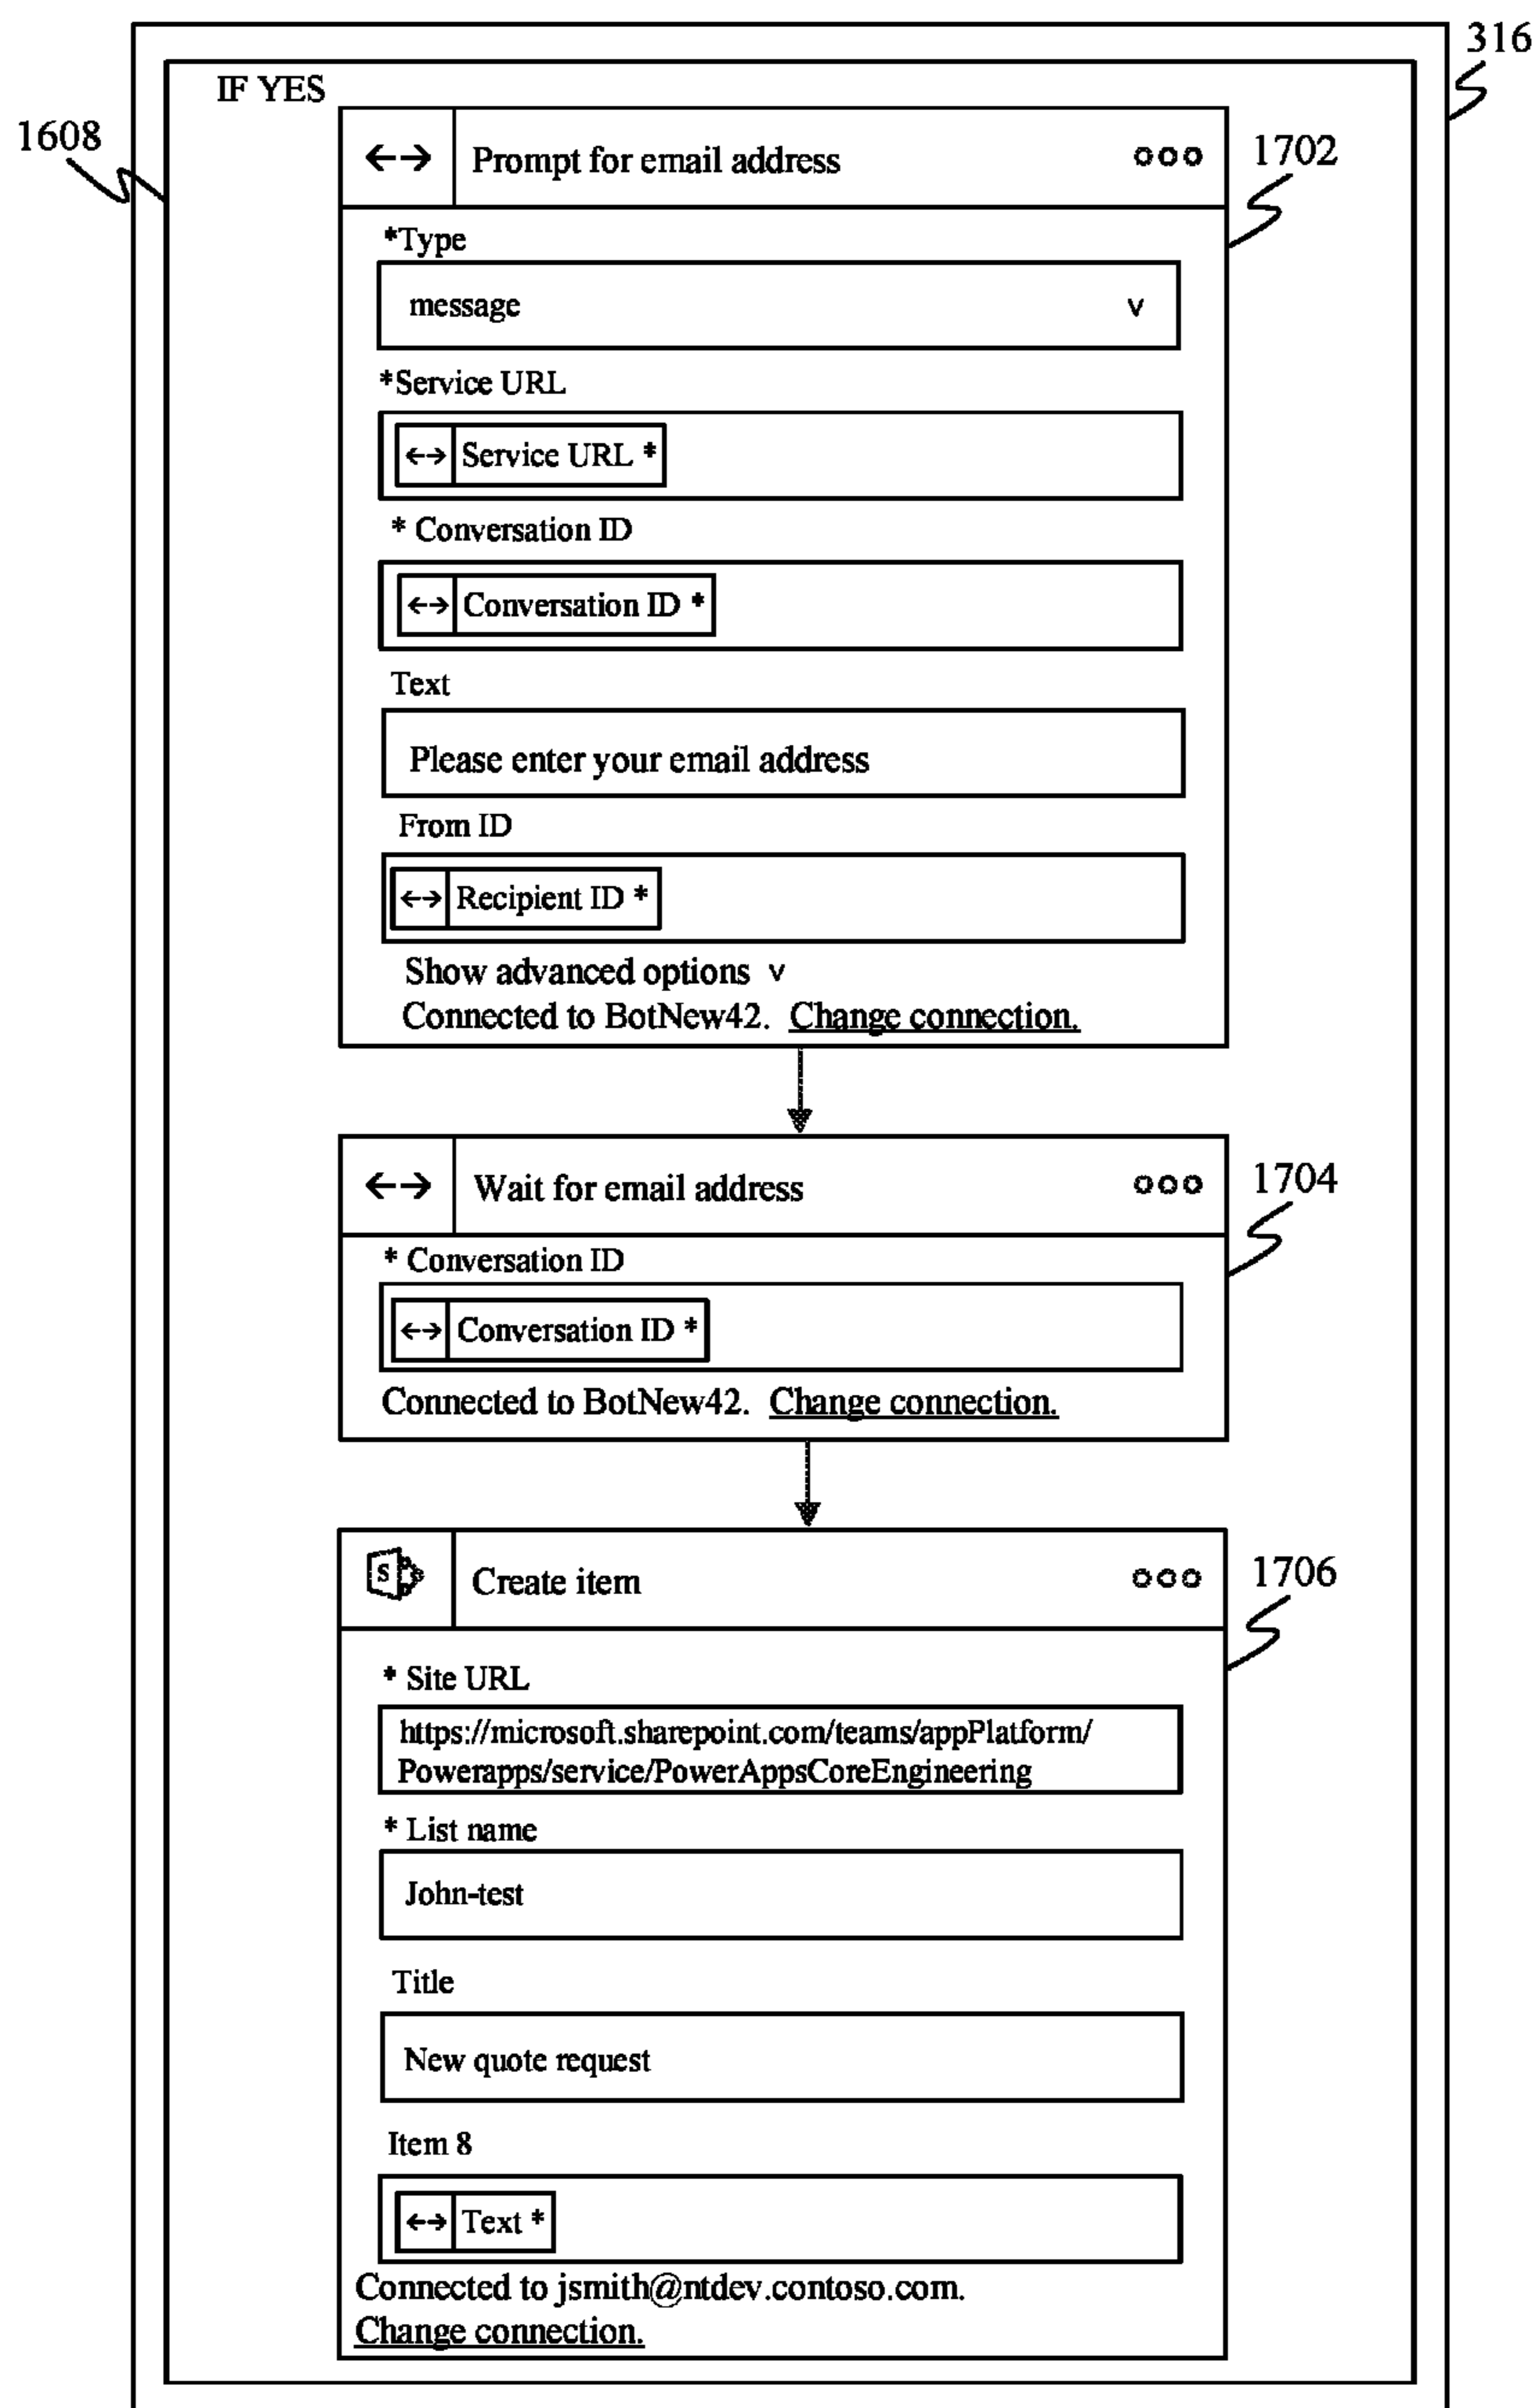 316
IF YES
1608
←→ Prompt for email address ooo
1702
*Type
message v
*Service URL
←→ Service URL *
* Conversation ID
←→ Conversation ID *
Text
Please enter your email address
From ID
←→ Recipient ID *
Show advanced options v
Connected to BotNew42. Change connection.
←→ Wait for email address ooo
1704
* Conversation ID
←→ Conversation ID *
Connected to BotNew42. Change connection.
S Create item ooo
1706
* Site URL
https://microsoft.sharepoint.com/teams/appPlatform/
Powerapps/service/PowerAppsCoreEngineering
* List name
John-test
Title
New quote request
Item 8
←→ Text *
Connected to jsmith@ntdev.contoso.com.
Change connection.